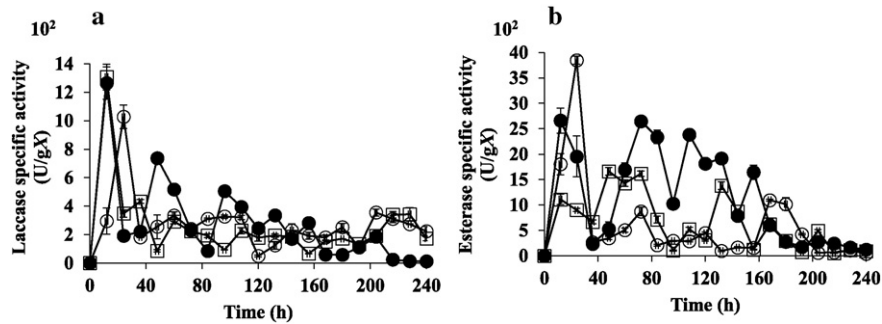 10² a
Laccase specific activity
(U/gX)
14
12
10
8
6
4
2
0
0 40 80 120 160 200 240
Time (h)
10² b
Esterase specific activity
(U/gX)
40
35
30
25
20
15
10
5
0
0 40 80 120 160 200 240
Time (h)